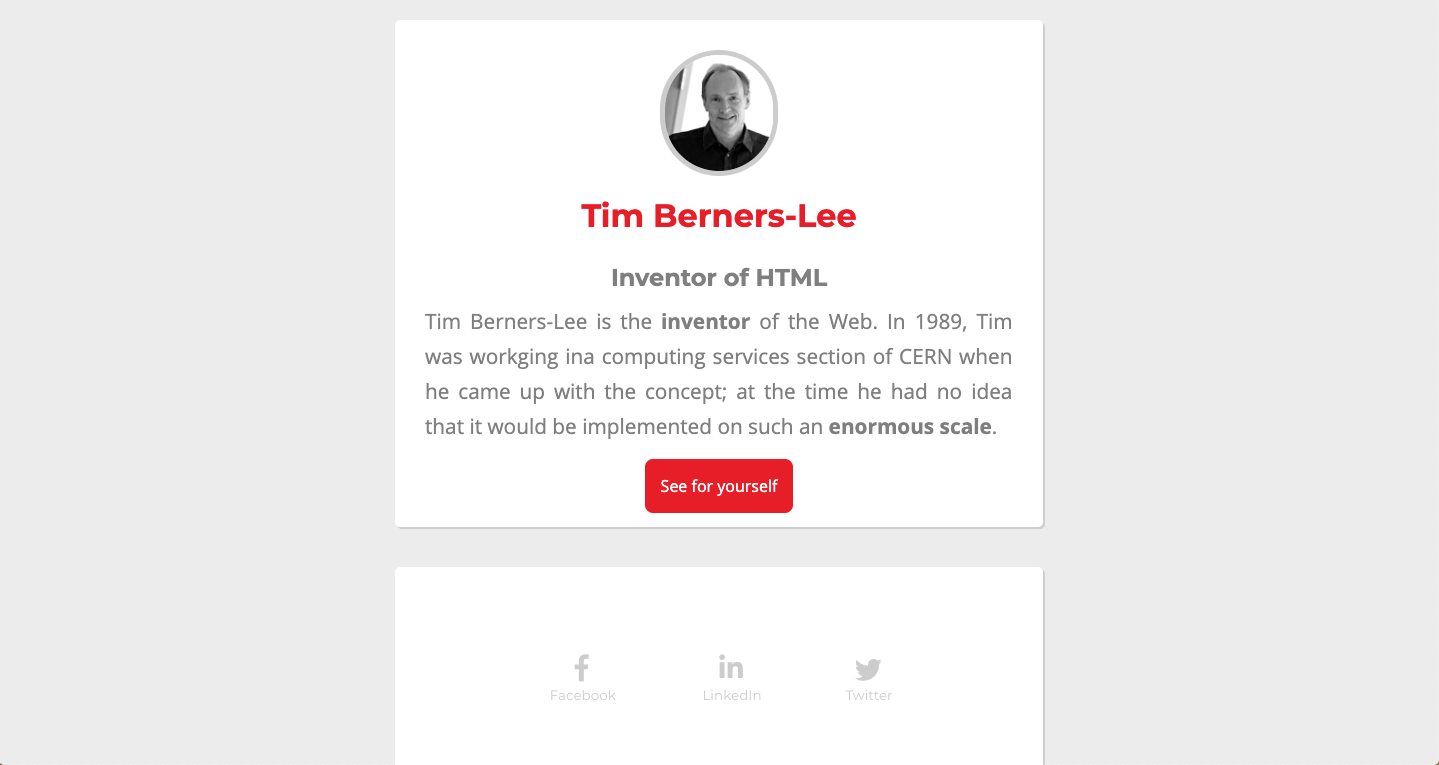 Tim Berners-Lee
Inventor of HTML
Tim Berners-Lee is the inventor of the Web. In 1989, Tim
was workging ina computing services section of CERN when
he came up with the concept; at the time he had no idea
that it would be implemented on such an enormous scale.
See for yourself
Facebook LinkedIn Twitter